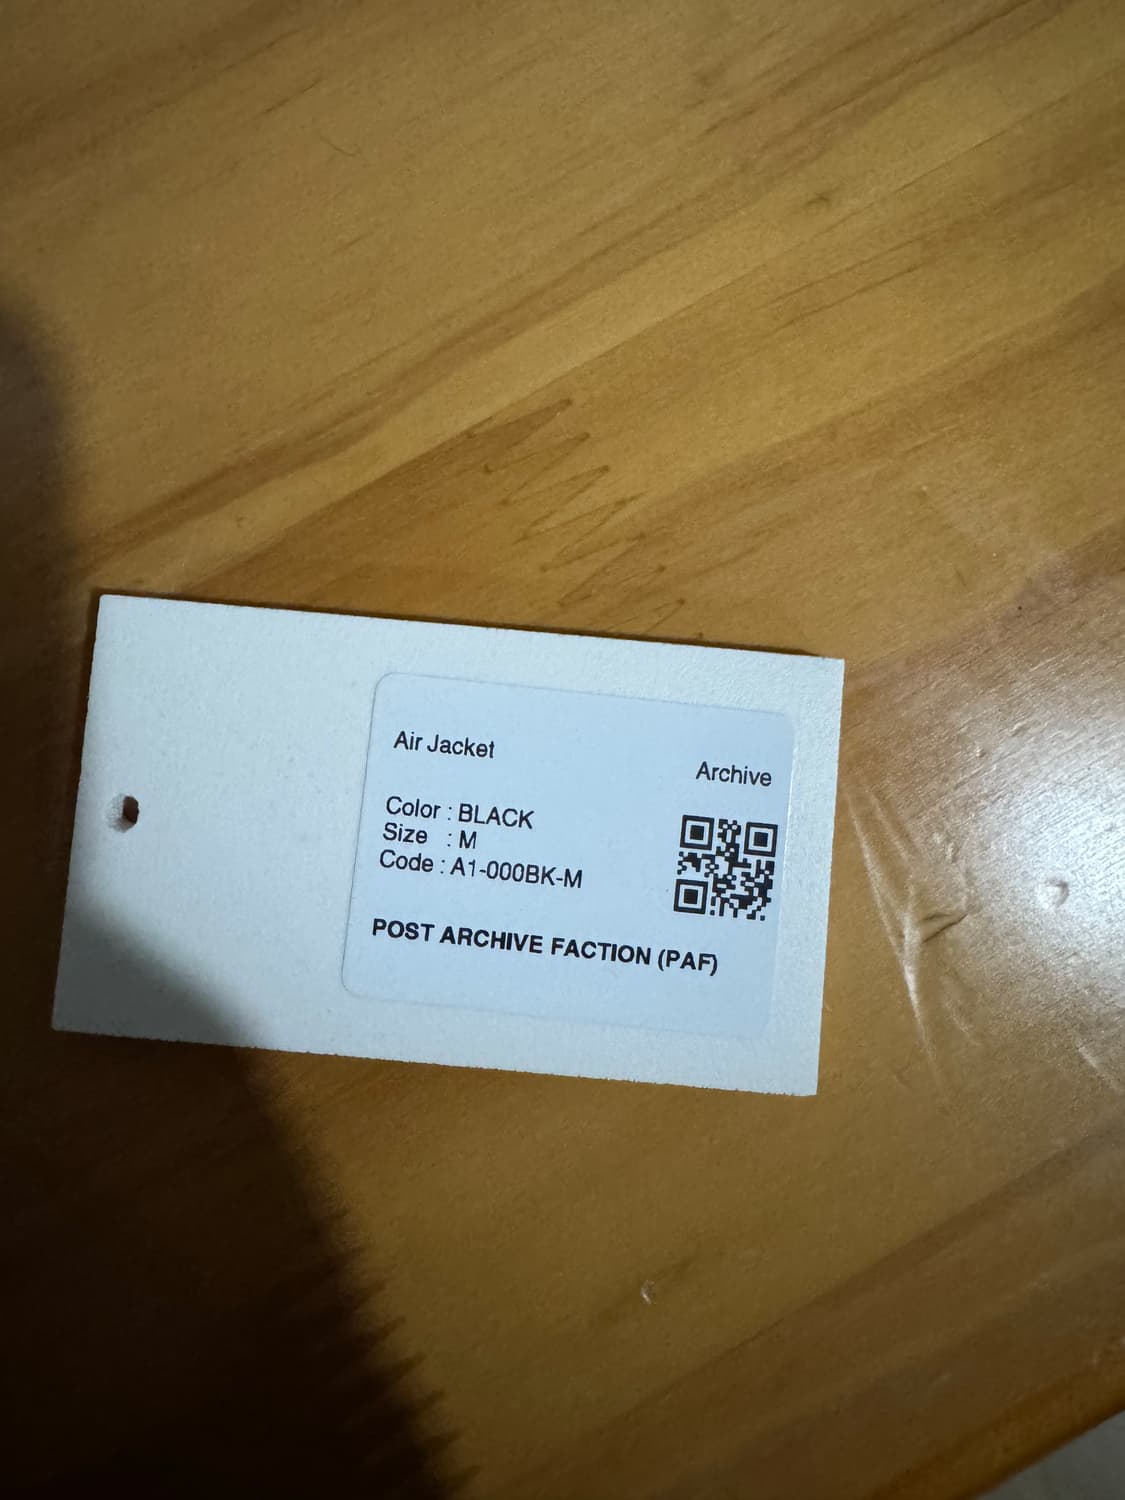 Air Jacket
Archive
Color : BLACK
Size : M
Code : A1-000BK-M
POST ARCHIVE FACTION (PAF)